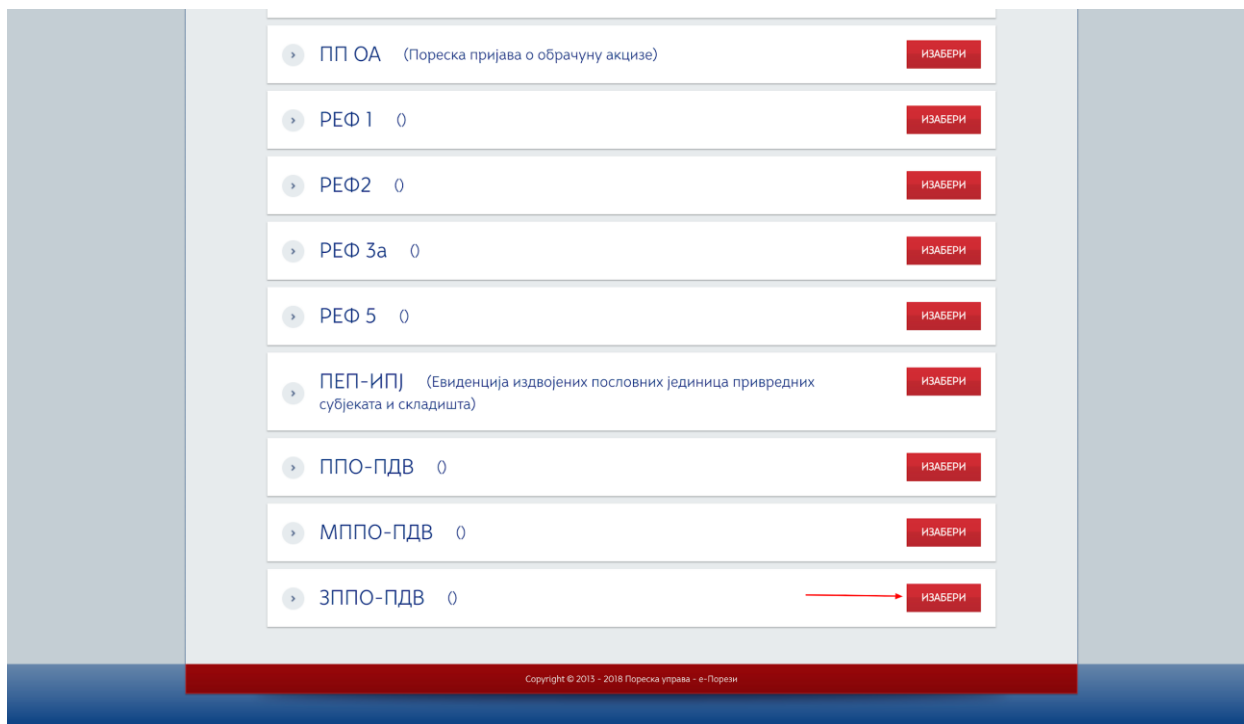 ПП ОА (Пореска пријава о обрачуну акцизе) ИЗАБЕРИ
РЕФ 1 () ИЗАБЕРИ
РЕФ2 () ИЗАБЕРИ
РЕФ 3а () ИЗАБЕРИ
РЕФ 5 () ИЗАБЕРИ
ПЕП-ИПЈ (Евиденција издвојених пословних јединица привредних ИЗАБЕРИ
субјеката и складишта)
ППО-ПДВ () ИЗАБЕРИ
МППО-ПДВ () ИЗАБЕРИ
ЗППО-ПДВ () ИЗАБЕРИ
Copyright © 2013 - 2018 Пореска управа - е-Порези